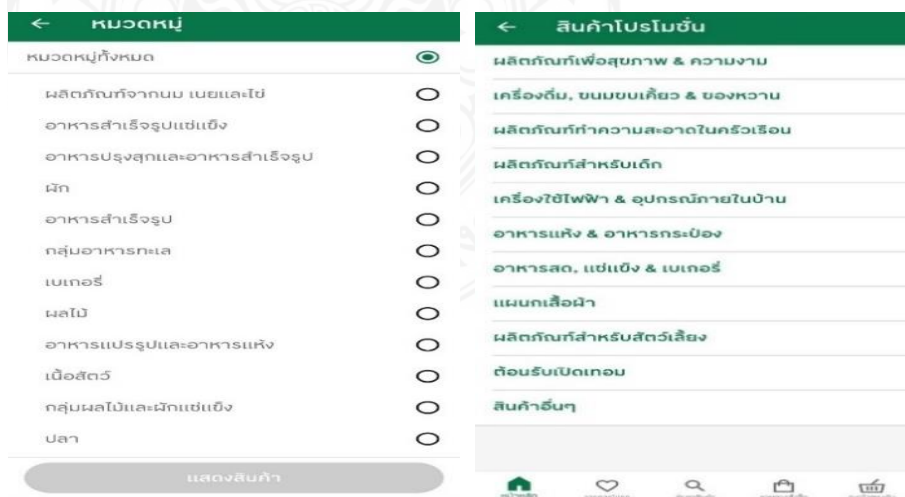 หมวดหมู่
หมวดหมู่ทั้งหมด
ผลิตภัณฑ์จากนม เนยและไข่
อาหารสำเร็จรูปแช่แข็ง
อาหารปรุงสุกและอาหารสำเร็จรูป
ผัก
อาหารสำเร็จรูป
กลุ่มอาหารทะเล
เบเกอรี่
ผลไม้
อาหารแปรรูปและอาหารแห้ง
เนื้อสัตว์
กลุ่มผลไม้และผักแช่แข็ง
ปลา
แสดงสินค้า
สินค้าโปรโมชั่น
ผลิตภัณฑ์เพื่อสุขภาพ & ความงาม
เครื่องดื่ม, ขนมขบเคี้ยว & ของหวาน
ผลิตภัณฑ์ทำความสะอาดในครัวเรือน
ผลิตภัณฑ์สำหรับเด็ก
เครื่องใช้ไฟฟ้า & อุปกรณ์ภายในบ้าน
อาหารแห้ง & อาหารกระป๋อง
อาหารสด, แช่แข็ง & เบเกอรี่
แผนกเสื้อผ้า
ผลิตภัณฑ์สำหรับสัตว์เลี้ยง
ต้อนรับเปิดเทอม
สินค้าอื่นๆ